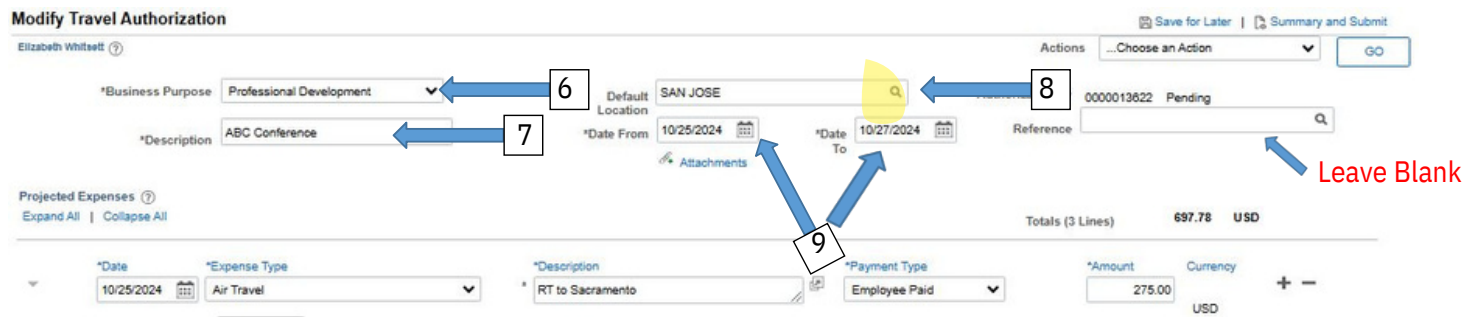 Modify Travel Authorization
Save for Later | Summary and Submit
Elizabeth Whitsett
Actions ...Choose an Action GO
*Business Purpose Professional Development 6
Default Location SAN JOSE 8 0000013622 Pending
*Description ABC Conference 7
*Date From 10/25/2024 *Date To 10/27/2024 Reference
Attachments
Leave Blank
Projected Expenses
Expand All | Collapse All
Totals (3 Lines) 697.78 USD
9
*Date *Expense Type *Description *Payment Type *Amount Currency
10/25/2024 Air Travel * RT to Sacramento Employee Paid 275.00 USD